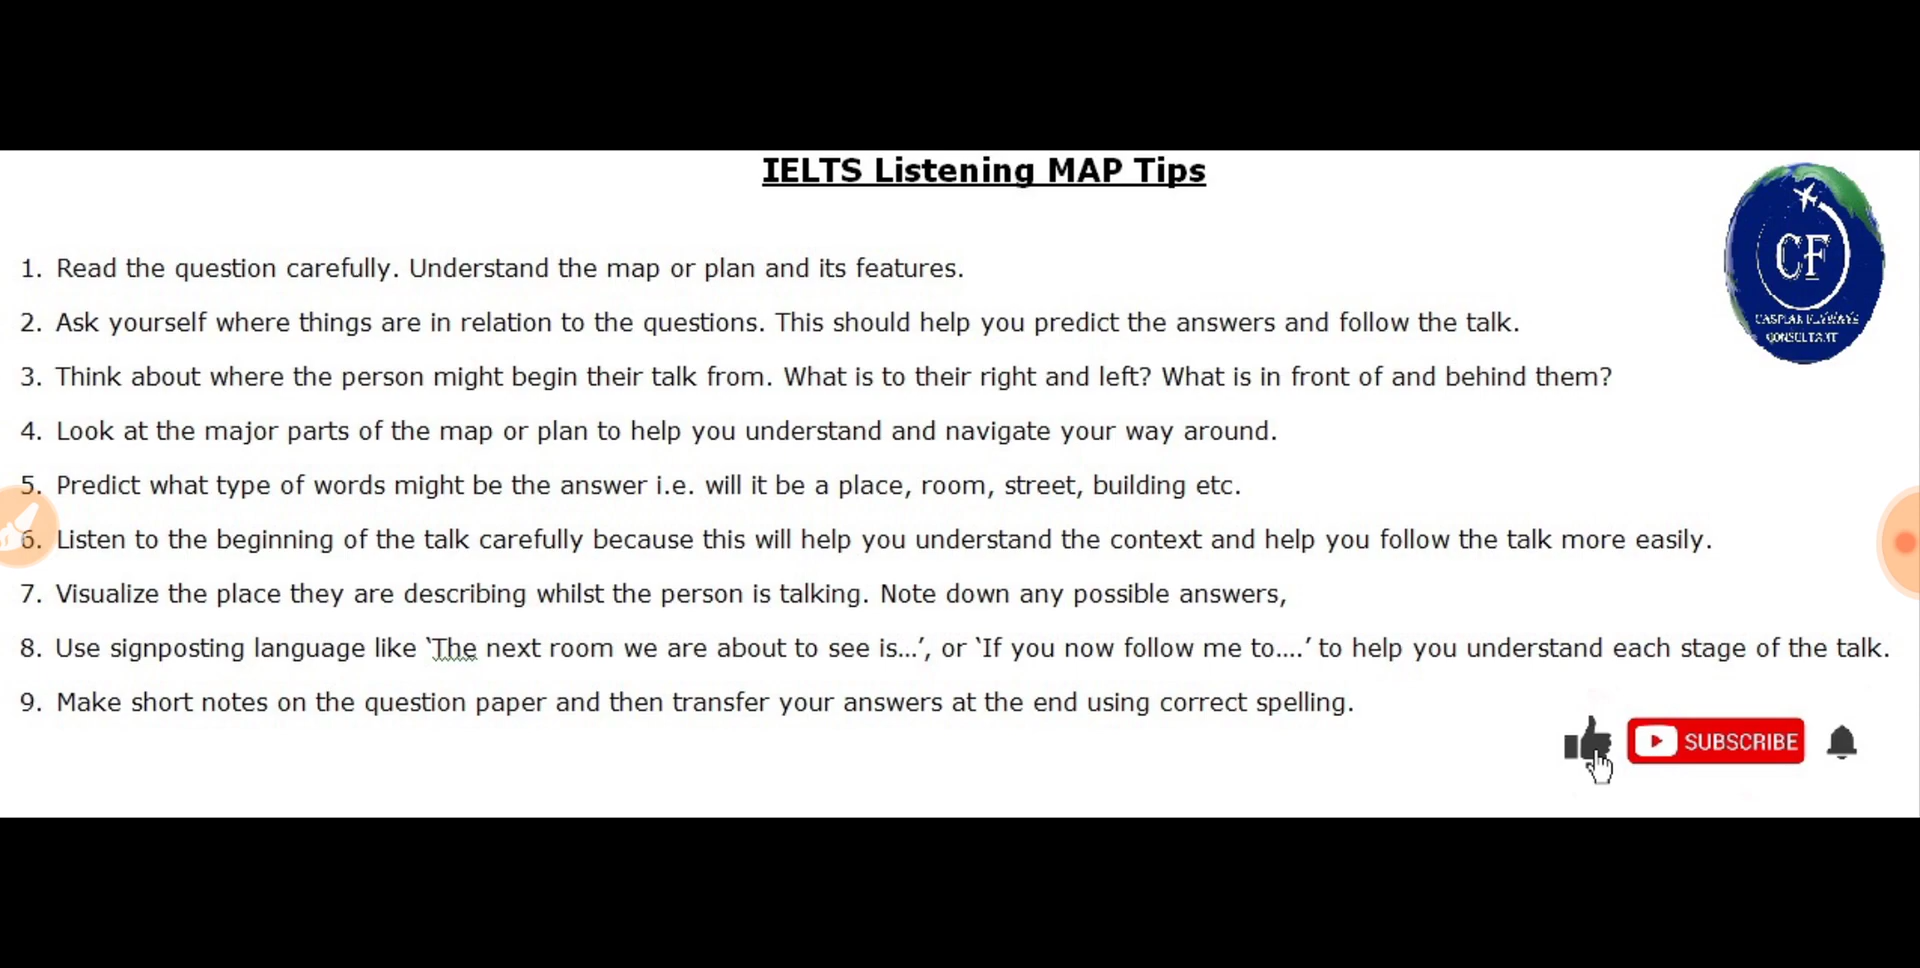 IELTS Listening MAP Tips
1. Read the question carefully. Understand the map or plan and its features.
2. Ask yourself where things are in relation to the questions. This should help you predict the answers and follow the talk.
3. Think about where the person might begin their talk from. What is to their right and left? What is in front of and behind them?
4. Look at the major parts of the map or plan to help you understand and navigate your way around.
5. Predict what type of words might be the answer i.e. will it be a place, room, street, building etc.
6. Listen to the beginning of the talk carefully because this will help you understand the context and help you follow the talk more easily.
7. Visualize the place they are describing whilst the person is talking. Note down any possible answers,
8. Use signposting language like ‘The next room we are about to see is…’, or ‘If you now follow me to….’ to help you understand each stage of the talk.
9. Make short notes on the question paper and then transfer your answers at the end using correct spelling.
CF
CASPIAN FLYWAYS
CONSULTANT
SUBSCRIBE